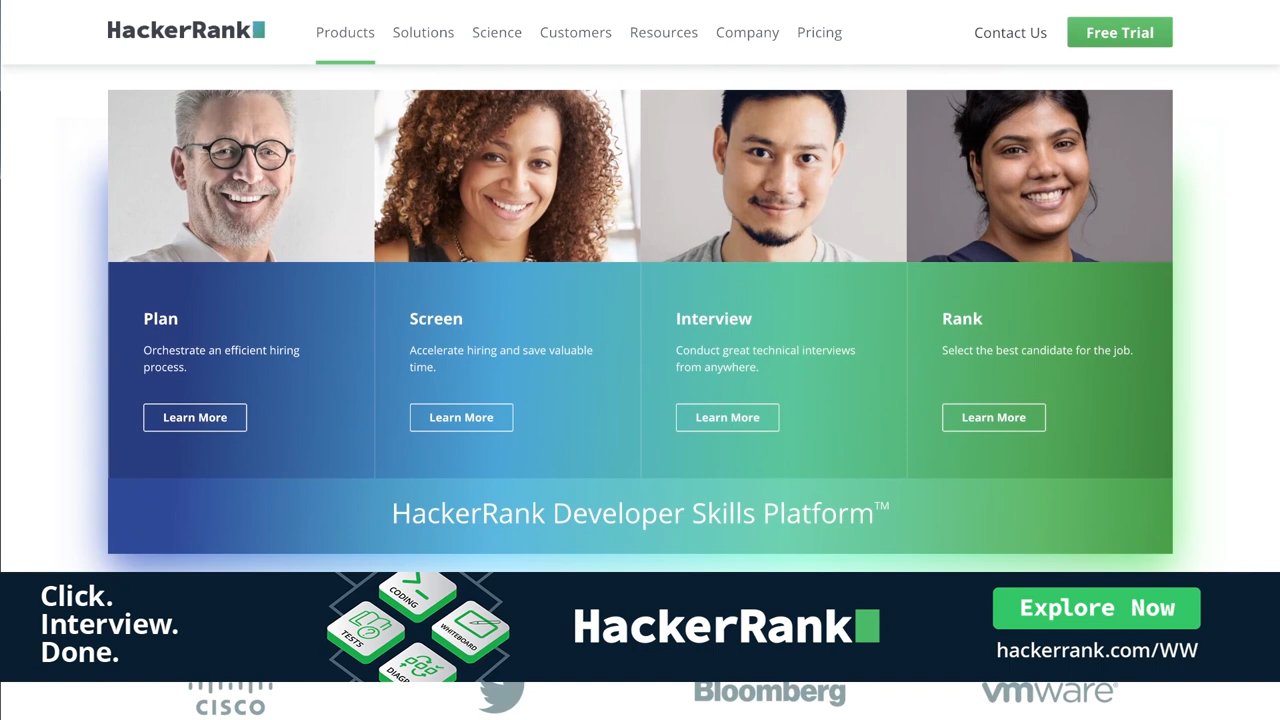 HackerRank
Products Solutions Science Customers Resources Company Pricing
Contact Us
Free Trial
Plan
Orchestrate an efficient hiring
process.
Learn More
Screen
Accelerate hiring and save valuable
time.
Learn More
Interview
Conduct great technical interviews
from anywhere.
Learn More
Rank
Select the best candidate for the job.
Learn More
HackerRank Developer Skills Platform™
Click.
Interview.
Done.
CODING
TESTS
WHITEBOARD
DIAGR
HackerRank
Explore Now
hackerrank.com/WW
CISCO
Bloomberg
vmware®